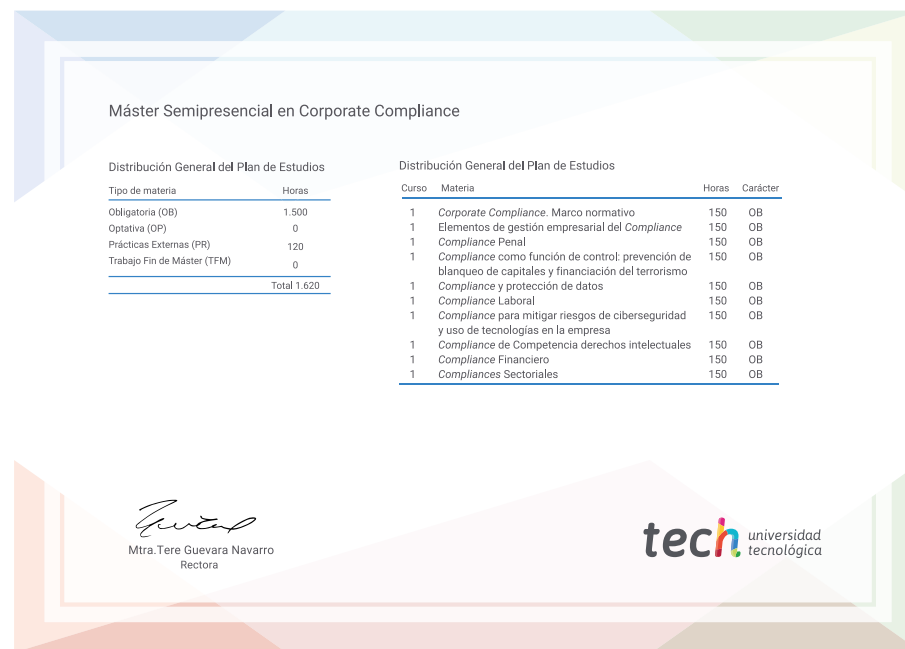 Máster Semipresencial en Corporate Compliance
Distribución General del Plan de Estudios
Tipo de materia Horas
Obligatoria (OB) 1.500
Optativa (OP) 0
Prácticas Externas (PR) 120
Trabajo Fin de Máster (TFM) 0
Total 1.620
Distribución General del Plan de Estudios
Curso Materia Horas Carácter
1 Corporate Compliance. Marco normativo 150 OB
1 Elementos de gestión empresarial del Compliance 150 OB
1 Compliance Penal 150 OB
1 Compliance como función de control: prevención de 150 OB
blanqueo de capitales y financiación del terrorismo
1 Compliance y protección de datos 150 OB
1 Compliance Laboral 150 OB
1 Compliance para mitigar riesgos de ciberseguridad 150 OB
y uso de tecnologías en la empresa
1 Compliance de Competencia derechos intelectuales 150 OB
1 Compliance Financiero 150 OB
1 Compliances Sectoriales 150 OB
Mtra.Tere Guevara Navarro
Rectora
tech universidad
tecnológica